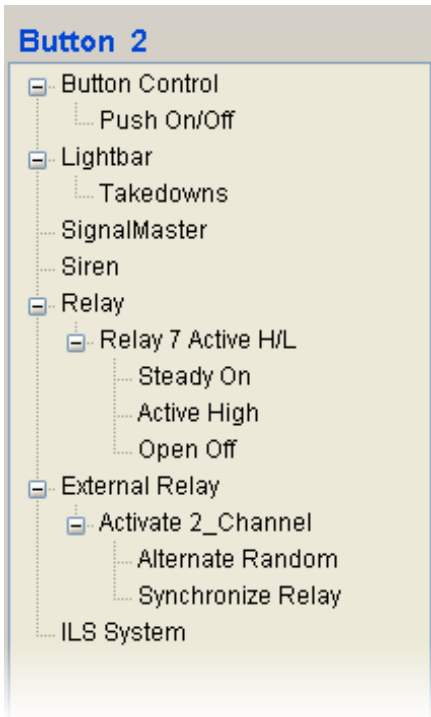 Button 2
Button Control
Push On/Off
Lightbar
Takedowns
SignalMaster
Siren
Relay
Relay 7 Active H/L
Steady On
Active High
Open Off
External Relay
Activate 2_Channel
Alternate Random
Synchronize Relay
ILS System